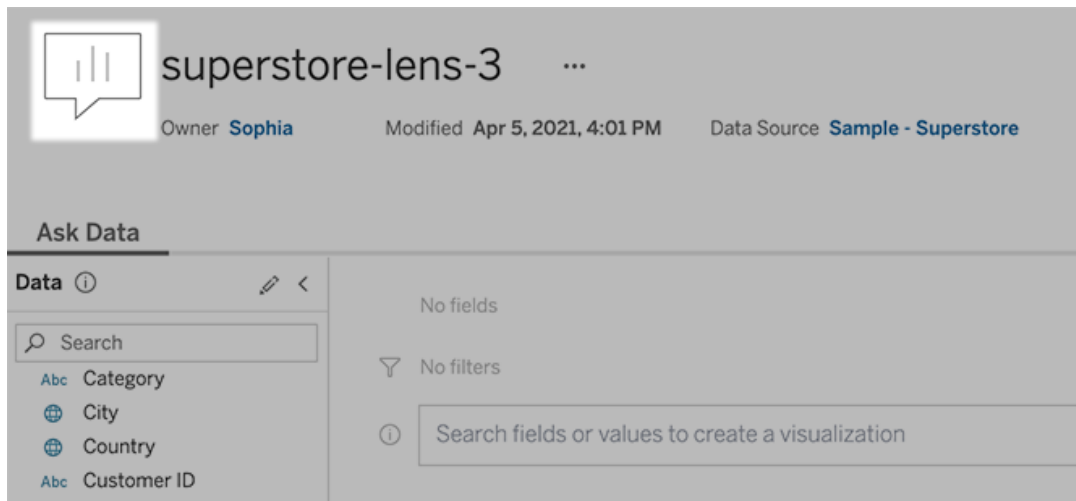 superstore-lens-3 ...
Owner Sophia Modified Apr 5, 2021, 4:01 PM Data Source Sample - Superstore
Ask Data
Data
Search
Abc Category
City
Country
Abc Customer ID
No fields
No filters
Search fields or values to create a visualization